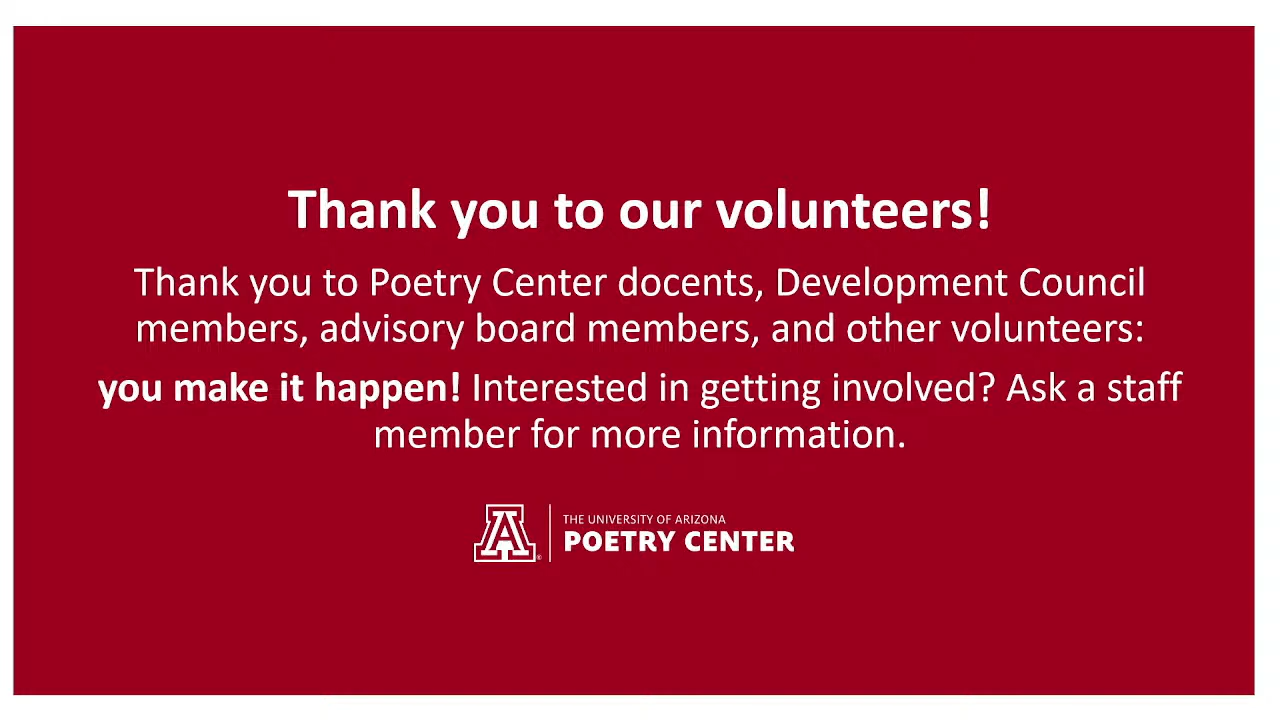 Thank you to our volunteers!
Thank you to Poetry Center docents, Development Council
members, advisory board members, and other volunteers:
you make it happen! Interested in getting involved? Ask a staff
member for more information.
A
THE UNIVERSITY OF ARIZONA
POETRY CENTER